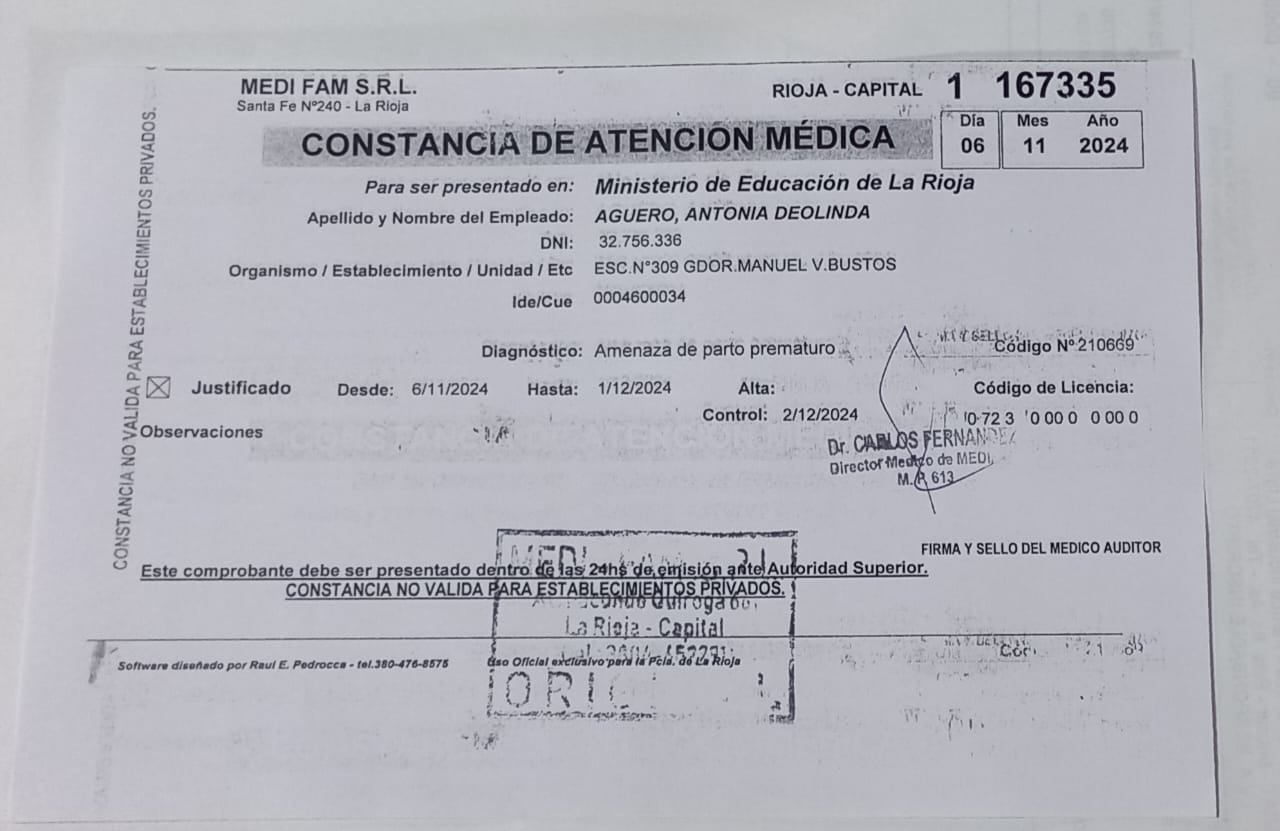 MEDI FAM S.R.L.
Santa Fe Nº240 - La Rioja
RIOJA - CAPITAL 1 167335
CONSTANCIA DE ATENCIÓN MÉDICA
Día Mes Año
06 11 2024
Para ser presentado en: Ministerio de Educación de La Rioja
Apellido y Nombre del Empleado: AGUERO, ANTONIA DEOLINDA
DNI: 32.756.336
Organismo / Establecimiento / Unidad / Etc ESC.N°309 GDOR.MANUEL V.BUSTOS
Ide/Cue 0004600034
Diagnóstico: Amenaza de parto prematuro
Código Nº 210669
Justificado Desde: 6/11/2024 Hasta: 1/12/2024 Alta:
Código de Licencia:
Control: 2/12/2024
0 72 3 0 00 0 0 00 0
Observaciones
Dr. CARLOS FERNANDEZ
Director Medico de MEDI
M.P. 613
FIRMA Y SELLO DEL MEDICO AUDITOR
Este comprobante debe ser presentado dentro de las 24hs de emisión ante Autoridad Superior.
CONSTANCIA NO VALIDA PARA ESTABLECIMIENTOS PRIVADOS.
La Rioja - Capital
Software diseñado por Raul E. Pedrocca - tel.380-476-8575
Uso Oficial exclusivo para la Pcia. de La Rioja
CONSTANCIA NO VALIDA PARA ESTABLECIMIENTOS PRIVADOS.